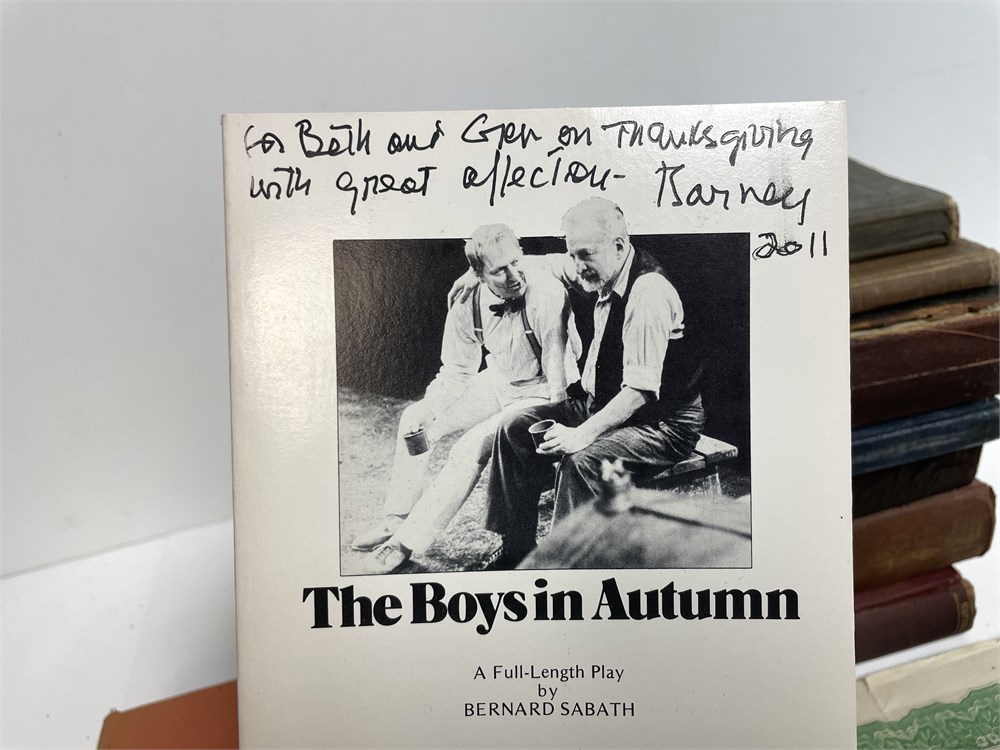 for Beth and Gren on Thanksgiving
with great affection- Barney
2011
The Boys in Autumn
A Full-Length Play
by
BERNARD SABATH